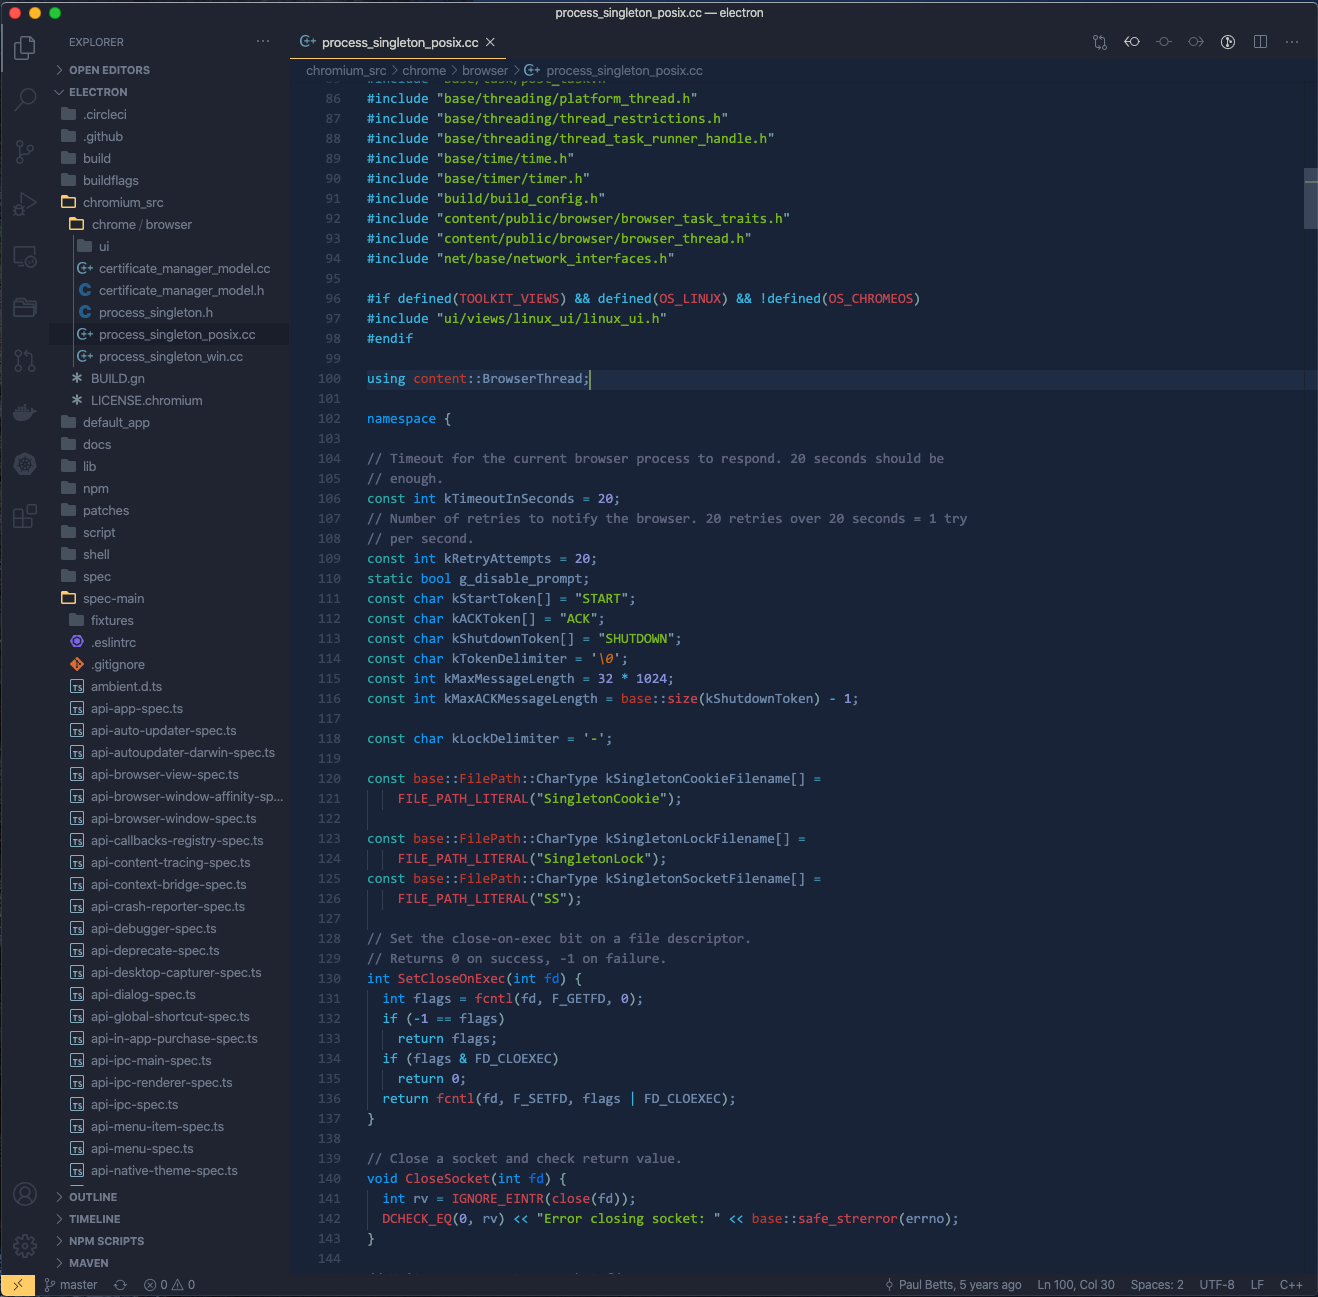 process_singleton_posix.cc — electron
EXPLORER
OPEN EDITORS
ELECTRON
.circleci
.github
build
buildflags
chromium_src
chrome / browser
ui
certificate_manager_model.cc
certificate_manager_model.h
process_singleton.h
process_singleton_posix.cc
process_singleton_win.cc
BUILD.gn
LICENSE.chromium
default_app
docs
lib
npm
patches
script
shell
spec
spec-main
fixtures
.eslintrc
.gitignore
ambient.d.ts
api-app-spec.ts
api-auto-updater-spec.ts
api-autoupdater-darwin-spec.ts
api-browser-view-spec.ts
api-browser-window-affinity-sp...
api-browser-window-spec.ts
api-callbacks-registry-spec.ts
api-content-tracing-spec.ts
api-context-bridge-spec.ts
api-crash-reporter-spec.ts
api-debugger-spec.ts
api-deprecate-spec.ts
api-desktop-capturer-spec.ts
api-dialog-spec.ts
api-global-shortcut-spec.ts
api-in-app-purchase-spec.ts
api-ipc-main-spec.ts
api-ipc-renderer-spec.ts
api-ipc-spec.ts
api-menu-item-spec.ts
api-menu-spec.ts
api-native-theme-spec.ts
OUTLINE
TIMELINE
NPM SCRIPTS
MAVEN
process_singleton_posix.cc
chromium_src > chrome > browser > process_singleton_posix.cc
86 #include "base/threading/platform_thread.h"
87 #include "base/threading/thread_restrictions.h"
88 #include "base/threading/thread_task_runner_handle.h"
89 #include "base/time/time.h"
90 #include "base/timer/timer.h"
91 #include "build/build_config.h"
92 #include "content/public/browser/browser_task_traits.h"
93 #include "content/public/browser/browser_thread.h"
94 #include "net/base/network_interfaces.h"
95
96 #if defined(TOOLKIT_VIEWS) && defined(OS_LINUX) && !defined(OS_CHROMEOS)
97 #include "ui/views/linux_ui/linux_ui.h"
98 #endif
99
100 using content::BrowserThread;
101
102 namespace {
103
104 // Timeout for the current browser process to respond. 20 seconds should be
105 // enough.
106 const int kTimeoutInSeconds = 20;
107 // Number of retries to notify the browser. 20 retries over 20 seconds = 1 try
108 // per second.
109 const int kRetryAttempts = 20;
110 static bool g_disable_prompt;
111 const char kStartToken[] = "START";
112 const char kACKToken[] = "ACK";
113 const char kShutdownToken[] = "SHUTDOWN";
114 const char kTokenDelimiter = '\0';
115 const int kMaxMessageLength = 32 * 1024;
116 const int kMaxACKMessageLength = base::size(kShutdownToken) - 1;
117
118 const char kLockDelimiter = '-';
119
120 const base::FilePath::CharType kSingletonCookieFilename[] =
121 FILE_PATH_LITERAL("SingletonCookie");
122
123 const base::FilePath::CharType kSingletonLockFilename[] =
124 FILE_PATH_LITERAL("SingletonLock");
125 const base::FilePath::CharType kSingletonSocketFilename[] =
126 FILE_PATH_LITERAL("SS");
127
128 // Set the close-on-exec bit on a file descriptor.
129 // Returns 0 on success, -1 on failure.
130 int SetCloseOnExec(int fd) {
131 int flags = fcntl(fd, F_GETFD, 0);
132 if (-1 == flags)
133 return flags;
134 if (flags & FD_CLOEXEC)
135 return 0;
136 return fcntl(fd, F_SETFD, flags | FD_CLOEXEC);
137 }
138
139 // Close a socket and check return value.
140 void CloseSocket(int fd) {
141 int rv = IGNORE_EINTR(close(fd));
142 DCHECK_EQ(0, rv) << "Error closing socket: " << base::safe_strerror(errno);
143 }
144
master 0 0 Paul Betts, 5 years ago Ln 100, Col 30 Spaces: 2 UTF-8 LF C++